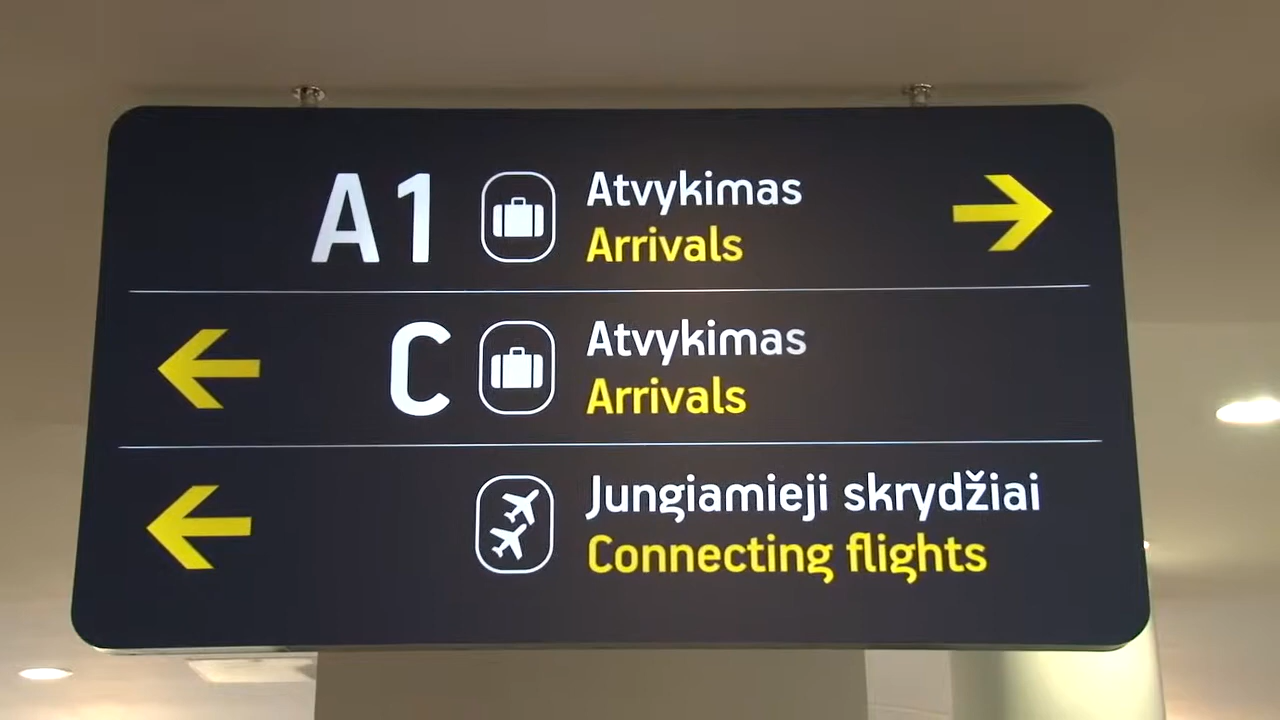 A1 Atvykimas
Arrivals
C Atvykimas
Arrivals
Jungiamieji skrydžiai
Connecting flights